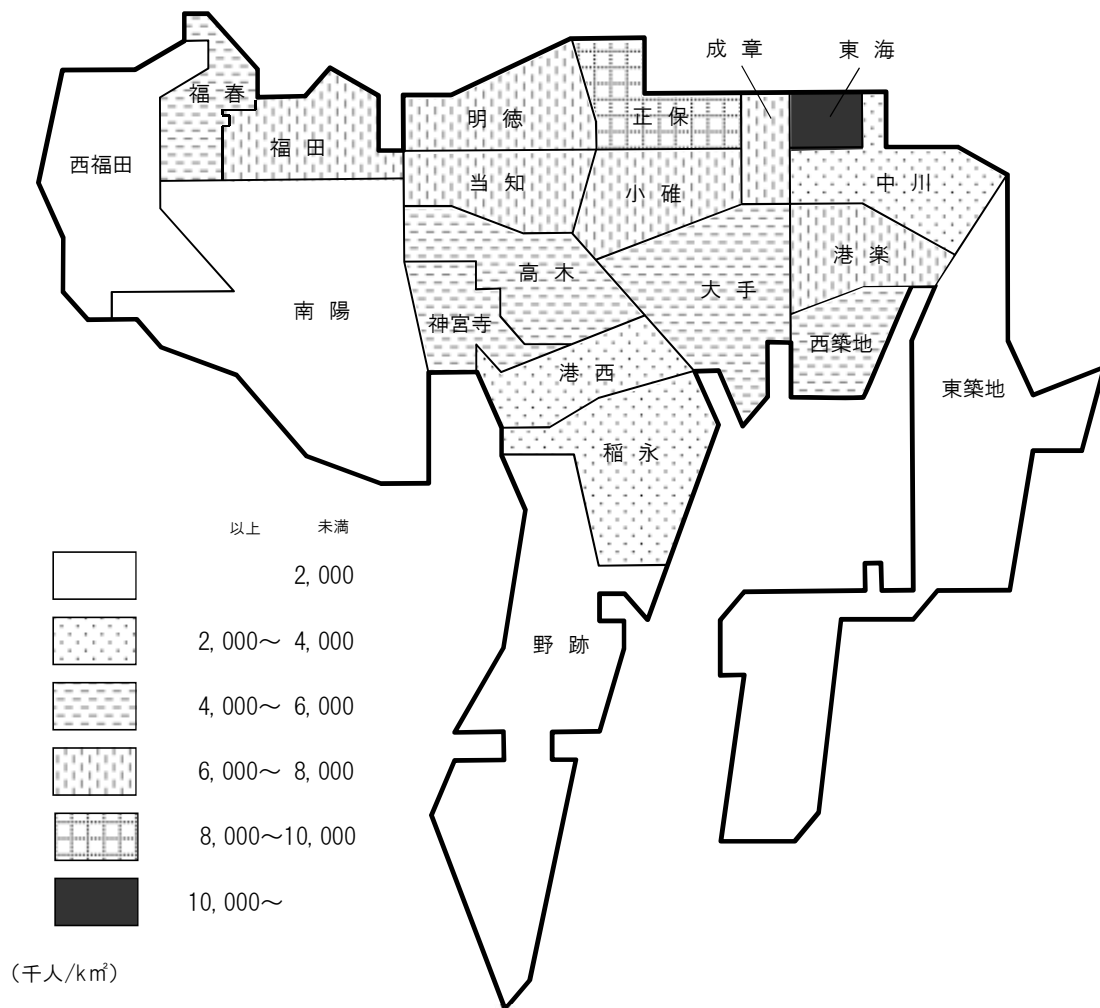 成 章
東 海
福 春
明 徳
正 保
福 田
西福田
当 知
小 碓
中 川
港 楽
高 木
大 手
南 陽
神宮寺
西築地
港 西
東築地
稲 永
野 跡
以上 未満
2,000
2,000～ 4,000
4,000～ 6,000
6,000～ 8,000
8,000～10,000
10,000～
(千人/k㎡)